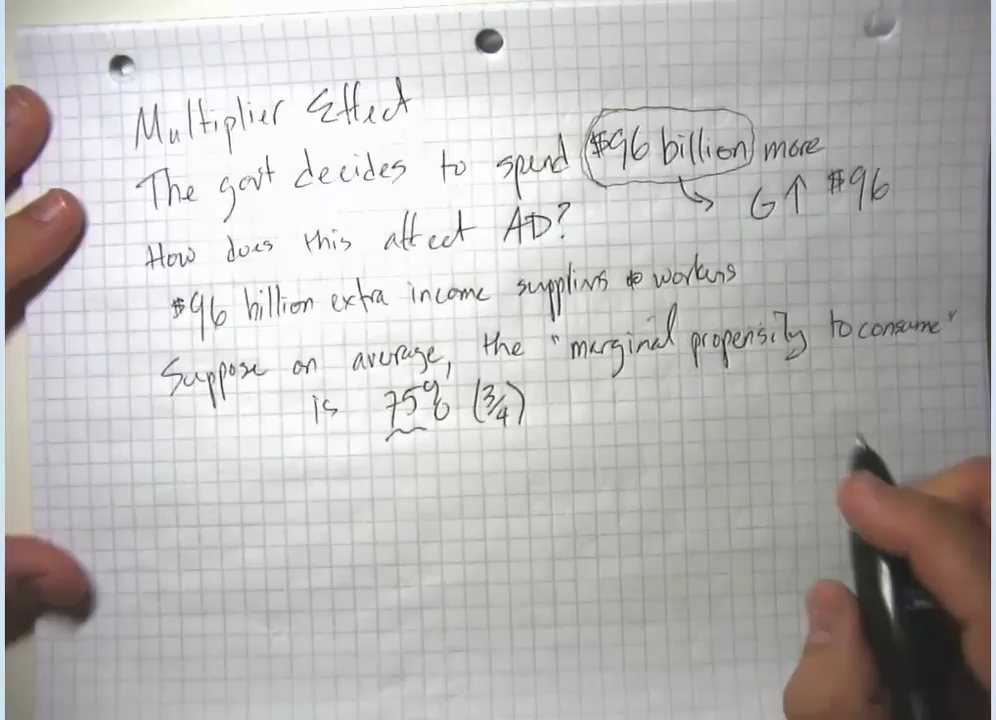 Multiplier Effect
The govt decides to spend $96 billion more
G↑ $96
How does this affect AD?
$96 billion extra income suppliers & workers
Suppose on average, the "marginal propensity to consume"
is 75% (3/4)